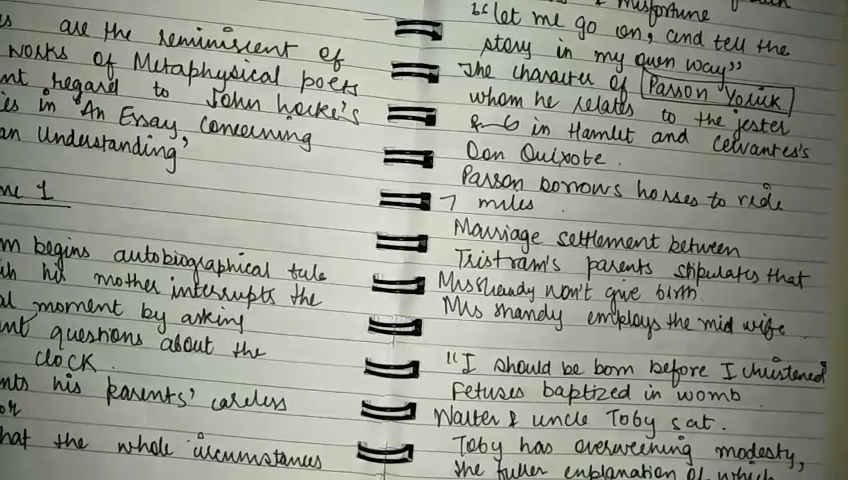 are the reminiscent of
works of Metaphysical poets
regard to John Locke's
in 'An Essay Concerning
Understanding'
1
begins autobiographical tale
his mother interrupts the
moment by asking
questions about the
clock.
his parents' careless
the whole circumstances
misfortune
"let me go on, and tell the
story in my own way"
The character of Parson Yorick
whom he relates to the jester
in Hamlet and Cervantes's
Don Quixote.
Parson borrows horses to ride
7 miles.
Marriage settlement between
Tristram's parents stipulates that
Mrs Shandy won't give birth.
Mrs Shandy employs the mid wife.
"I should be born before I christened"
Fetuses baptized in womb
Walter & uncle Toby sat.
Toby has overweening modesty,
the fuller explanation of which